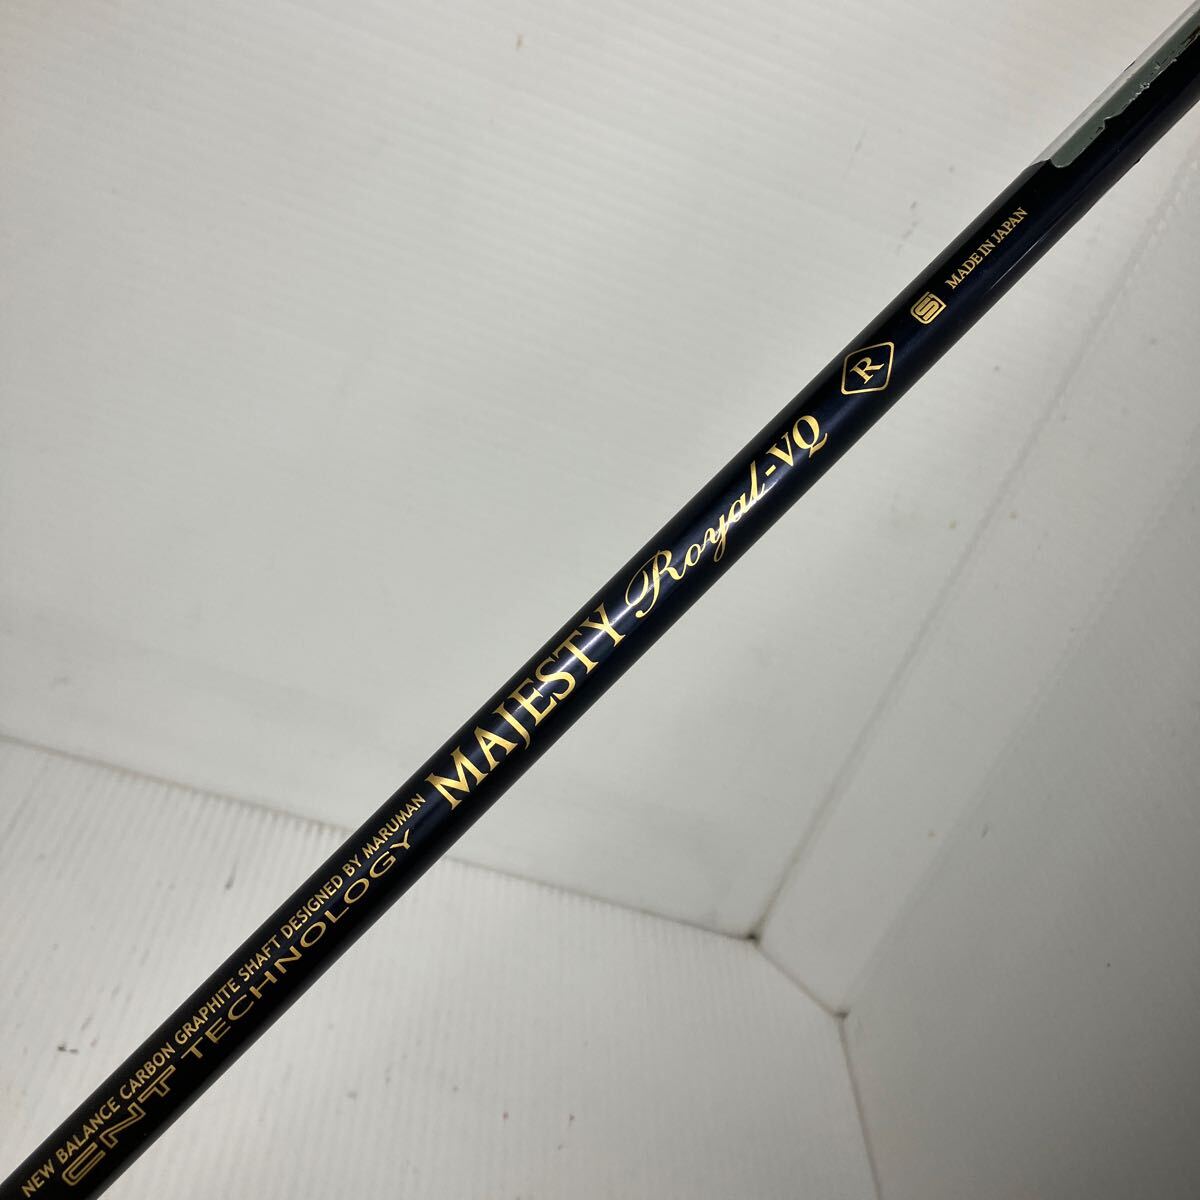 NEW BALANCE CARBON GRAPHITE SHAFT DESIGNED BY MARUMAN
CNT TECHNOLOGY
MAJESTY Royal-VQ
R
S
MADE IN JAPAN